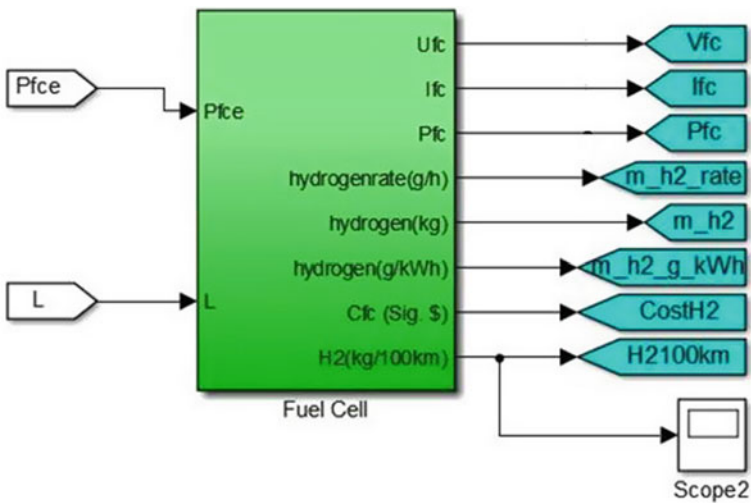 Pfce
L
Pfce
L
Ufc
Ifc
Pfc
hydrogenrate(g/h)
hydrogen(kg)
hydrogen(g/kWh)
Cfc (Sig. $)
H2(kg/100km)
Fuel Cell
Vfc
Ifc
Pfc
m_h2_rate
m_h2
m_h2_g_kWh
CostH2
H2100km
Scope2